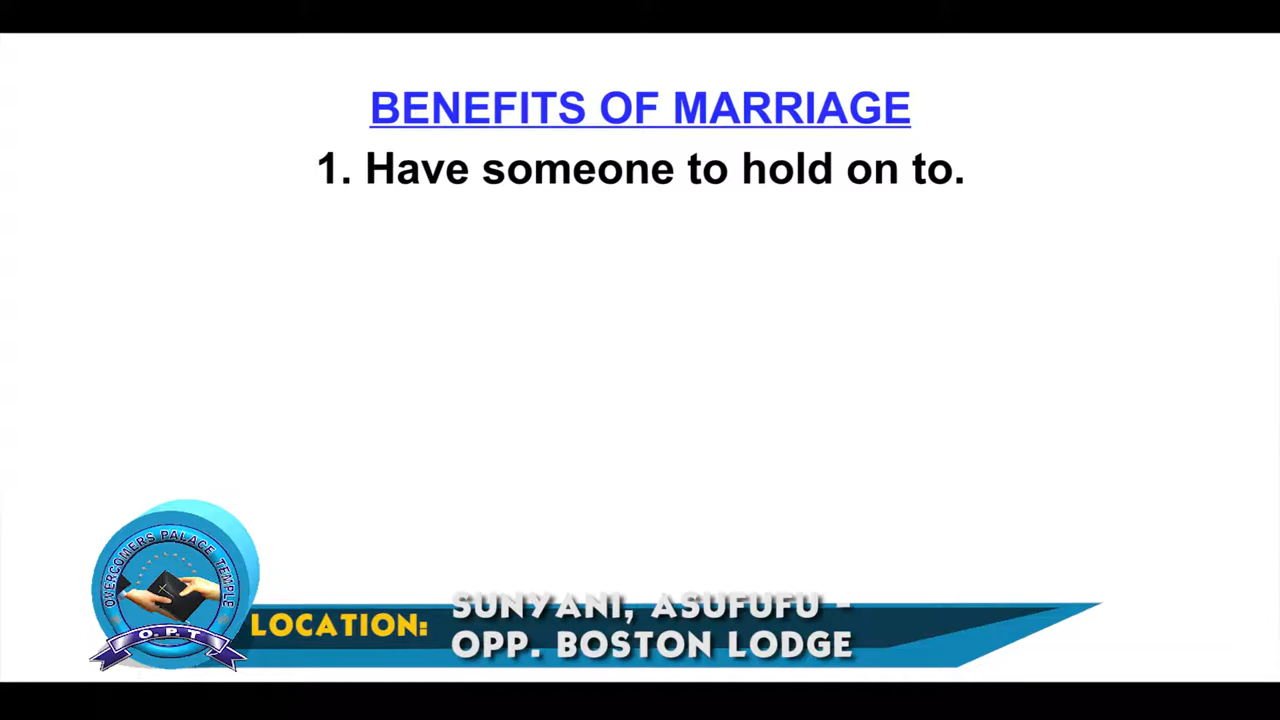 BENEFITS OF MARRIAGE
1. Have someone to hold on to.
OVERCOMERS PALACE TEMPLE
O.P.T
LOCATION:
SUNYANI, ASUFUFU -
OPP. BOSTON LODGE